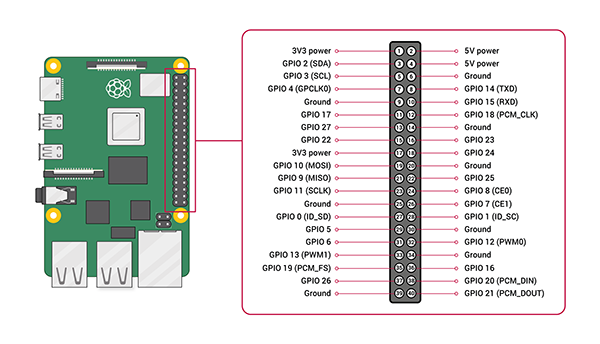 3V3 power 1 2 5V power
GPIO 2 (SDA) 3 4 5V power
GPIO 3 (SCL) 5 6 Ground
GPIO 4 (GPCLK0) 7 8 GPIO 14 (TXD)
Ground 9 10 GPIO 15 (RXD)
GPIO 17 11 12 GPIO 18 (PCM_CLK)
GPIO 27 13 14 Ground
GPIO 22 15 16 GPIO 23
3V3 power 17 18 GPIO 24
GPIO 10 (MOSI) 19 20 Ground
GPIO 9 (MISO) 21 22 GPIO 25
GPIO 11 (SCLK) 23 24 GPIO 8 (CE0)
Ground 25 26 GPIO 7 (CE1)
GPIO 0 (ID_SD) 27 28 GPIO 1 (ID_SC)
GPIO 5 29 30 Ground
GPIO 6 31 32 GPIO 12 (PWM0)
GPIO 13 (PWM1) 33 34 Ground
GPIO 19 (PCM_FS) 35 36 GPIO 16
GPIO 26 37 38 GPIO 20 (PCM_DIN)
Ground 39 40 GPIO 21 (PCM_DOUT)